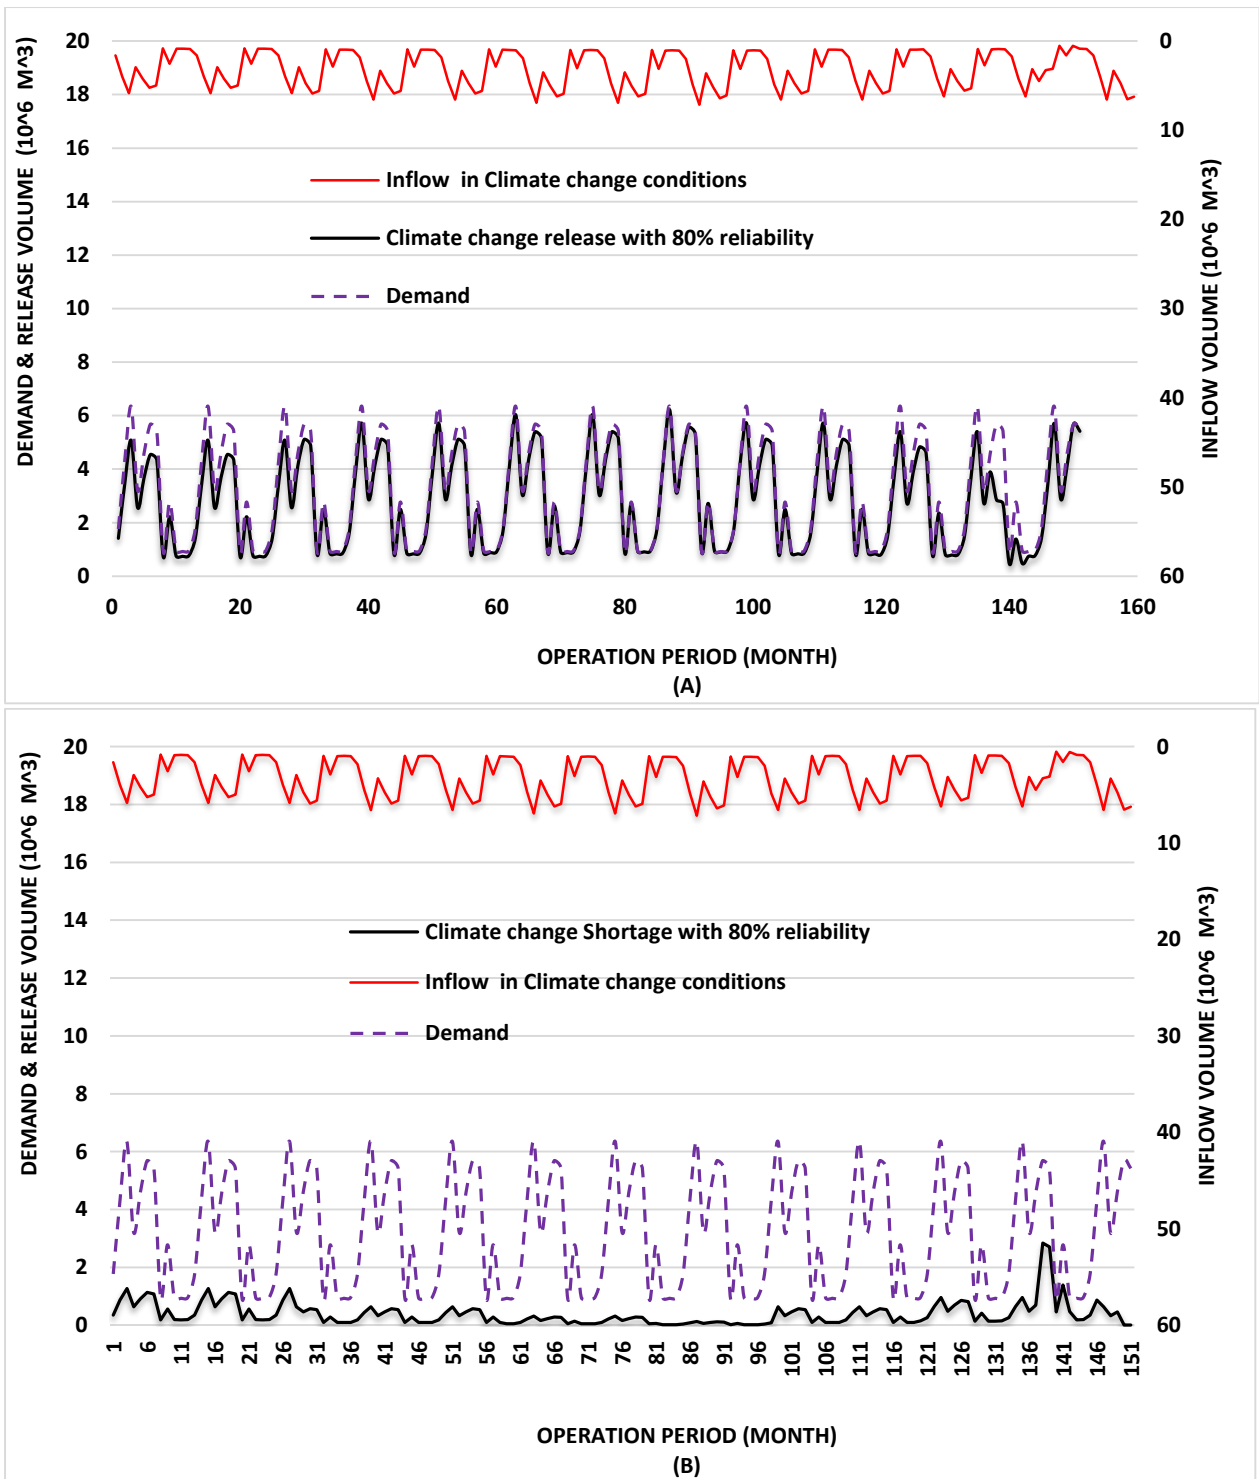 DEMAND & RELEASE VOLUME (10^6 M^3)
20
18
16
14
12
10
8
6
4
2
0
0
10
20
30
40
50
60
INFLOW VOLUME (10^6 M^3)
Inflow in Climate change conditions
Climate change release with 80% reliability
Demand
0 20 40 60 80 100 120 140 160
OPERATION PERIOD (MONTH)
(A)
DEMAND & RELEASE VOLUME (10^6 M^3)
20
18
16
14
12
10
8
6
4
2
0
0
10
20
30
40
50
60
INFLOW VOLUME (10^6 M^3)
Climate change Shortage with 80% reliability
Inflow in Climate change conditions
Demand
1 6 11 16 21 26 31 36 41 46 51 56 61 66 71 76 81 86 91 96 101 106 111 116 121 126 131 136 141 146 151
OPERATION PERIOD (MONTH)
(B)